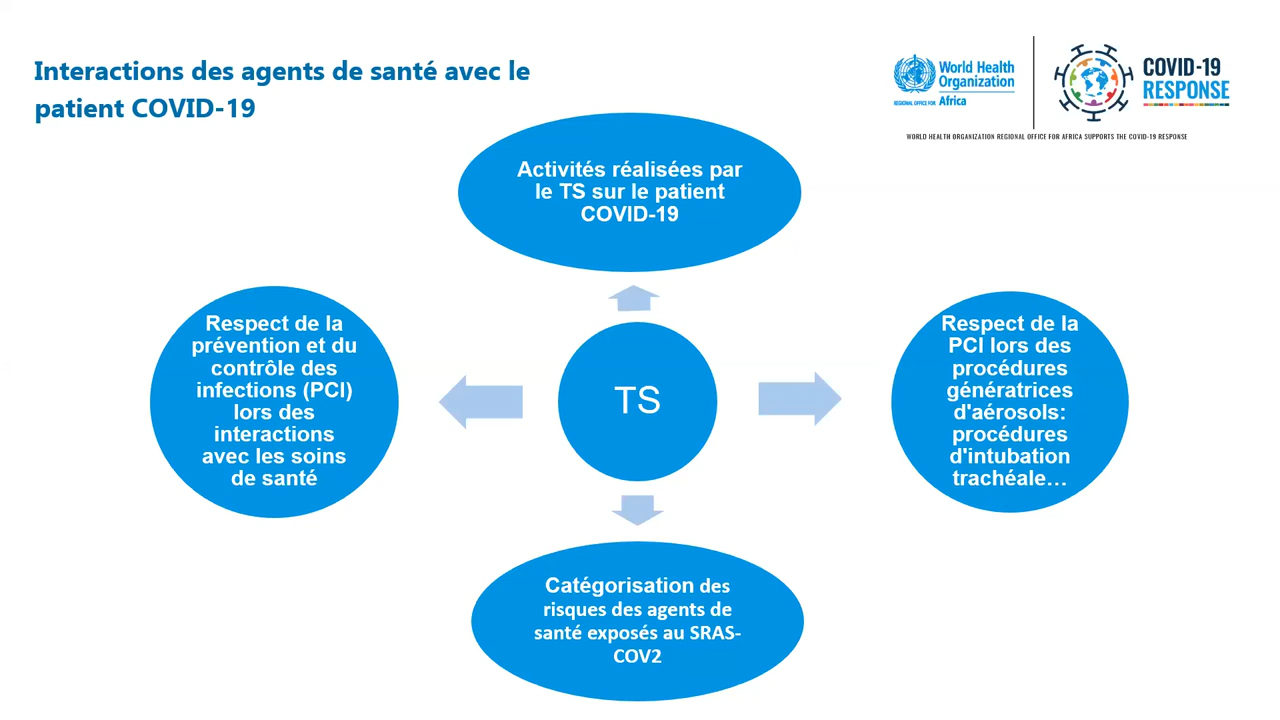 Interactions des agents de santé avec le
patient COVID-19
World Health
Organization
REGIONAL OFFICE FOR Africa
COVID-19
RESPONSE
WORLD HEALTH ORGANIZATION REGIONAL OFFICE FOR AFRICA SUPPORTS THE COVID-19 RESPONSE
Activités réalisées par
le TS sur le patient
COVID-19
Respect de la
prévention et du
contrôle des
infections (PCI)
lors des
interactions
avec les soins
de santé
TS
Respect de la
PCI lors des
procédures
génératrices
d'aérosols:
procédures
d'intubation
trachéale...
Catégorisation des
risques des agents de
santé exposés au SRAS-
COV2